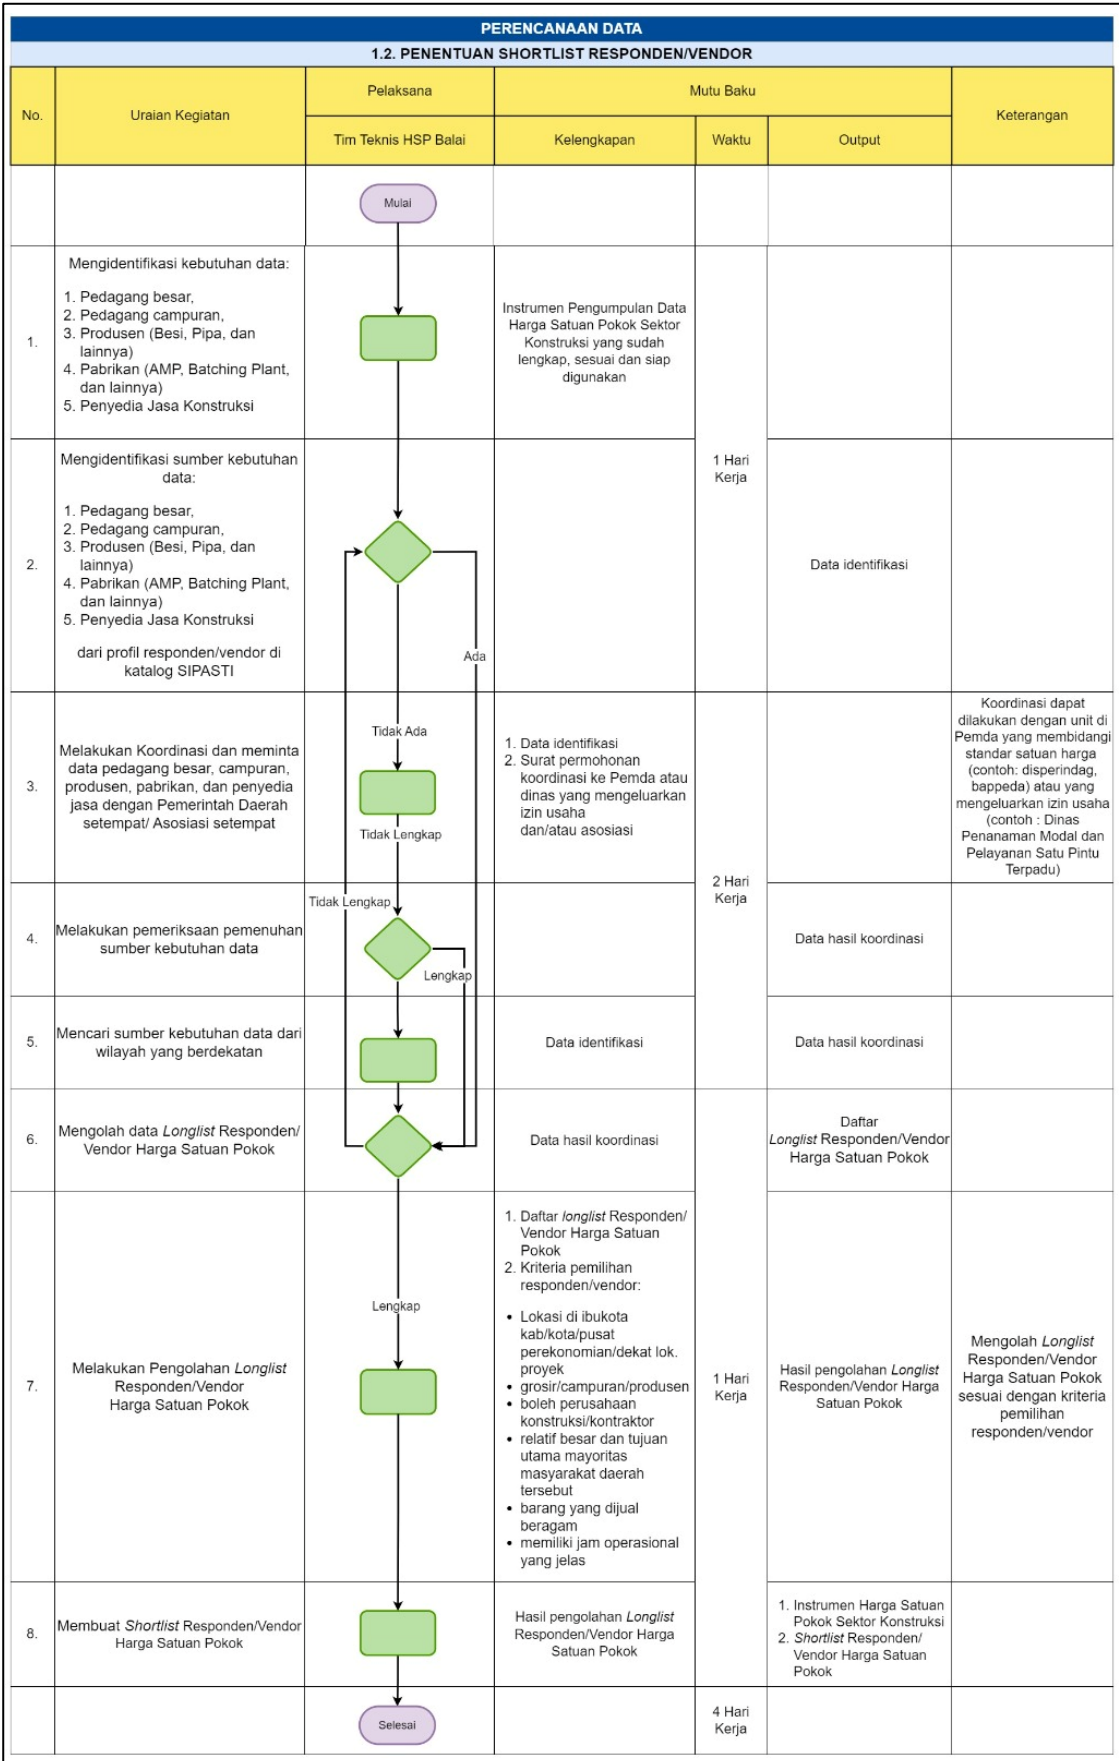 PERENCANAAN DATA
1.2. PENENTUAN SHORTLIST RESPONDEN/VENDOR
No.
Uraian Kegiatan
Pelaksana
Mutu Baku
Keterangan
Tim Teknis HSP Balai
Kelengkapan
Waktu
Output
Mulai
1.
Mengidentifikasi kebutuhan data:
1. Pedagang besar,
2. Pedagang campuran,
3. Produsen (Besi, Pipa, dan
lainnya)
4. Pabrikan (AMP, Batching Plant,
dan lainnya)
5. Penyedia Jasa Konstruksi
Instrumen Pengumpulan Data
Harga Satuan Pokok Sektor
Konstruksi yang sudah
lengkap, sesuai dan siap
digunakan
1 Hari
Kerja
2.
Mengidentifikasi sumber kebutuhan
data:
1. Pedagang besar,
2. Pedagang campuran,
3. Produsen (Besi, Pipa, dan
lainnya)
4. Pabrikan (AMP, Batching Plant,
dan lainnya)
5. Penyedia Jasa Konstruksi
dari profil responden/vendor di
katalog SIPASTI
Ada
Data identifikasi
3.
Melakukan Koordinasi dan meminta
data pedagang besar, campuran,
produsen, pabrikan, dan penyedia
jasa dengan Pemerintah Daerah
setempat/ Asosiasi setempat
Tidak Ada
Tidak Lengkap
1. Data identifikasi
2. Surat permohonan
koordinasi ke Pemda atau
dinas yang mengeluarkan
izin usaha
dan/atau asosiasi
2 Hari
Kerja
Koordinasi dapat
dilakukan dengan unit di
Pemda yang membidangi
standar satuan harga
(contoh: disperindag,
bappeda) atau yang
mengeluarkan izin usaha
(contoh : Dinas
Penanaman Modal dan
Pelayanan Satu Pintu
Terpadu)
4.
Melakukan pemeriksaan pemenuhan
sumber kebutuhan data
Tidak Lengkap
Lengkap
Data hasil koordinasi
5.
Mencari sumber kebutuhan data dari
wilayah yang berdekatan
Data identifikasi
Data hasil koordinasi
6.
Mengolah data Longlist Responden/
Vendor Harga Satuan Pokok
Data hasil koordinasi
Daftar
Longlist Responden/Vendor
Harga Satuan Pokok
7.
Melakukan Pengolahan Longlist
Responden/Vendor
Harga Satuan Pokok
Lengkap
1. Daftar longlist Responden/
Vendor Harga Satuan
Pokok
2. Kriteria pemilihan
responden/vendor:
• Lokasi di ibukota
kab/kota/pusat
perekonomian/dekat lok.
proyek
• grosir/campuran/produsen
• boleh perusahaan
konstruksi/kontraktor
• relatif besar dan tujuan
utama mayoritas
masyarakat daerah
tersebut
• barang yang dijual
beragam
• memiliki jam operasional
yang jelas
1 Hari
Kerja
Hasil pengolahan Longlist
Responden/Vendor Harga
Satuan Pokok
Mengolah Longlist
Responden/Vendor
Harga Satuan Pokok
sesuai dengan kriteria
pemilihan
responden/vendor
8.
Membuat Shortlist Responden/Vendor
Harga Satuan Pokok
Hasil pengolahan Longlist
Responden/Vendor Harga
Satuan Pokok
1. Instrumen Harga Satuan
Pokok Sektor Konstruksi
2. Shortlist Responden/
Vendor Harga Satuan
Pokok
Selesai
4 Hari
Kerja